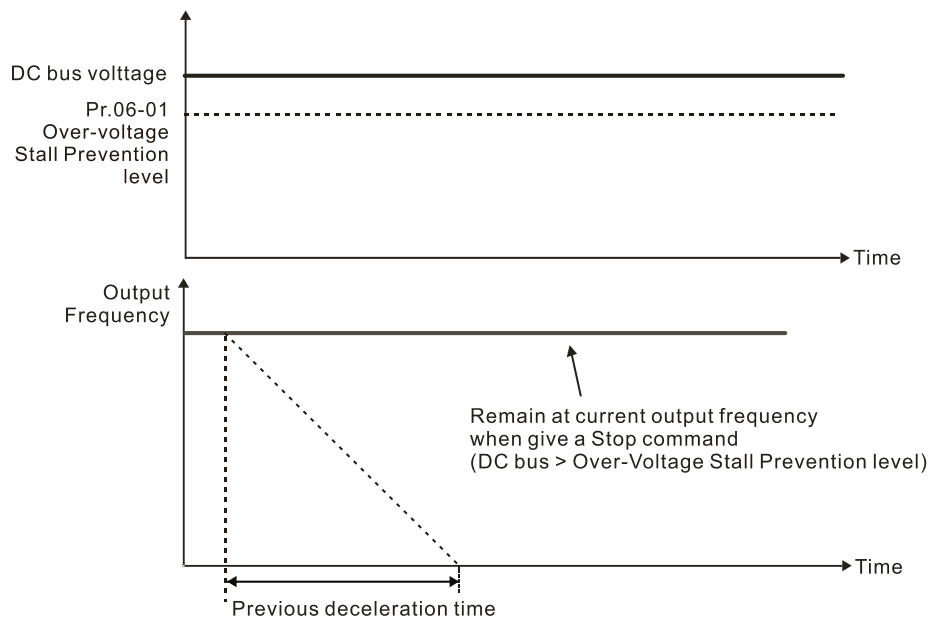 DC bus volttage
Pr.06-01
Over-voltage
Stall Prevention
level
Time
Output
Frequency
Remain at current output frequency
when give a Stop command
(DC bus > Over-Voltage Stall Prevention level)
Time
Previous deceleration time